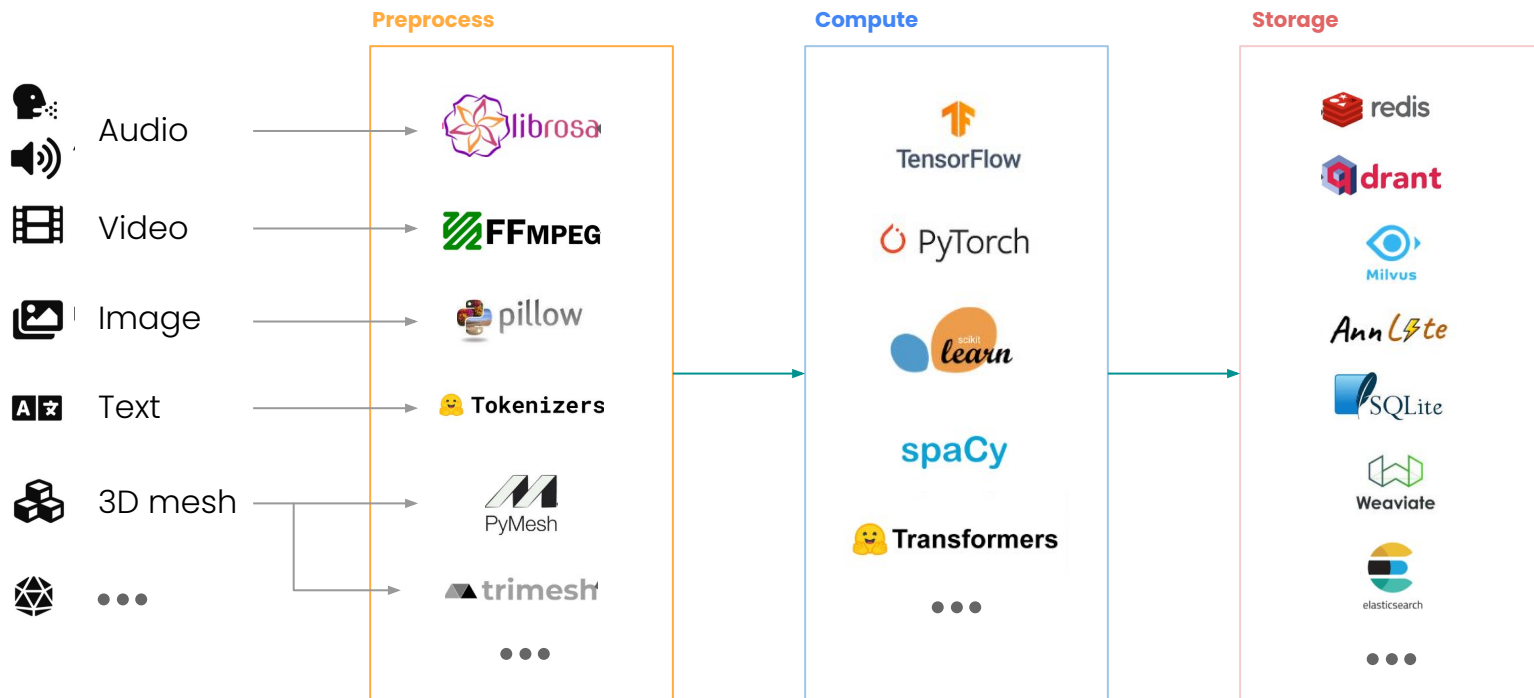 Preprocess
Compute
Storage
Audio
Video
Image
A
Text
3D mesh
librosa
FFMPEG
pillow
Tokenizers
PyMesh
trimesh
TensorFlow
PyTorch
scikit
learn
spaCy
Transformers
redis
qdrant
Milvus
AnnLite
SQLite
Weaviate
elasticsearch